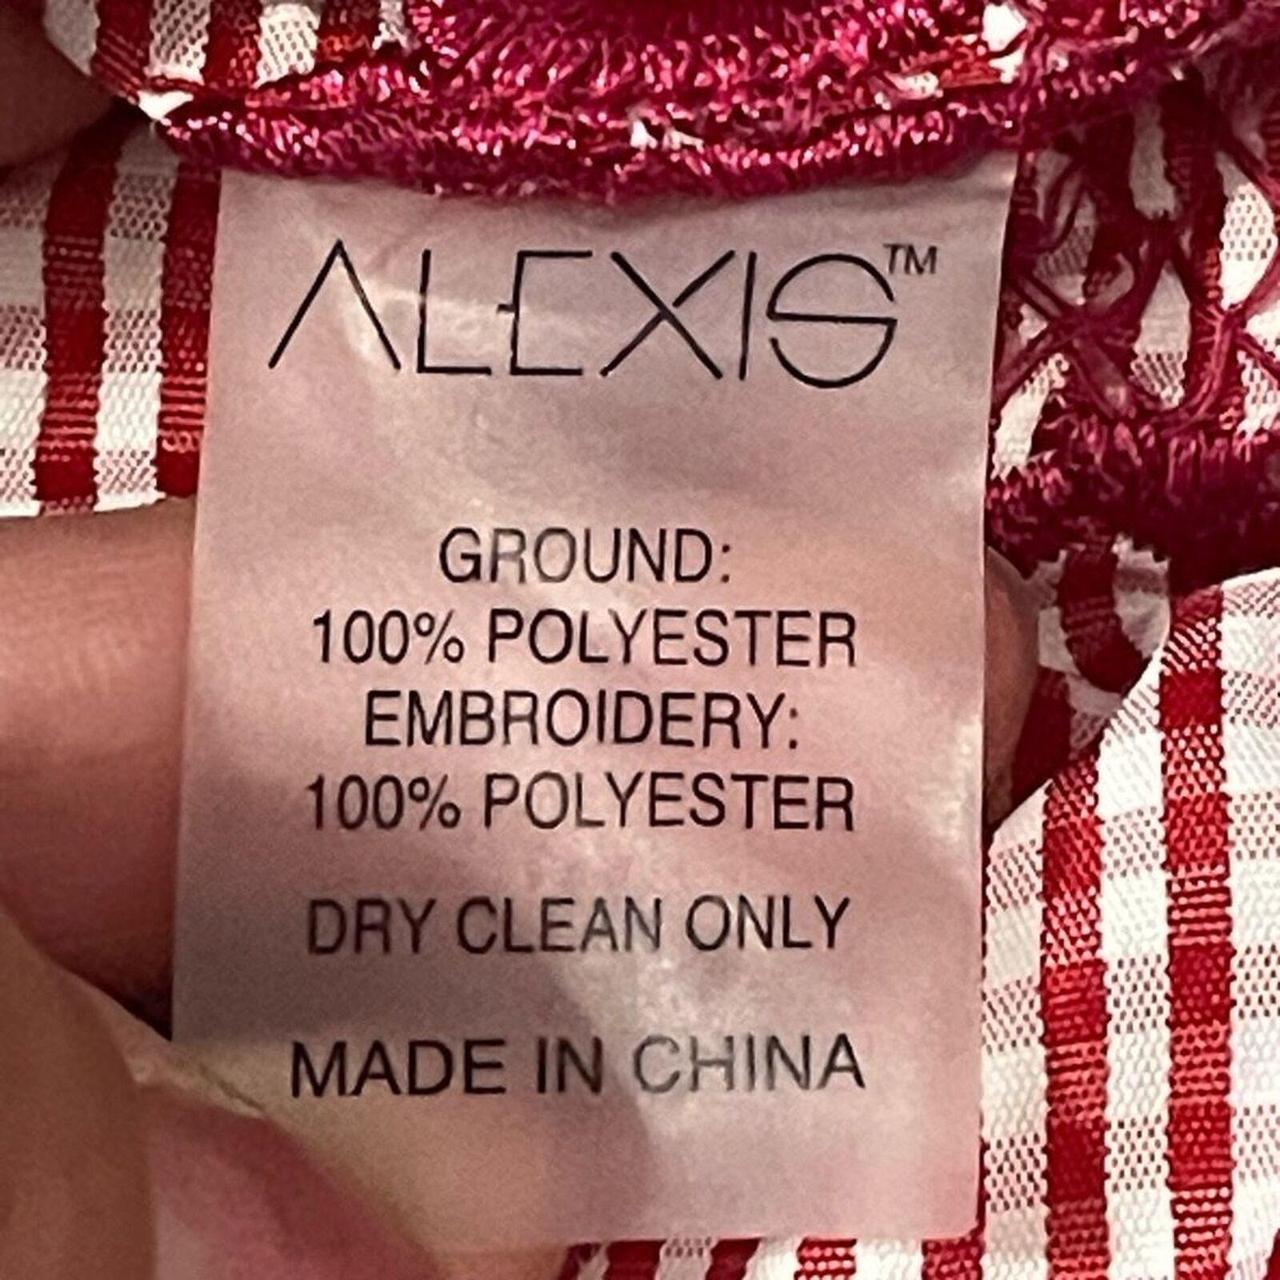 ALEXIS™
GROUND:
100% POLYESTER
EMBROIDERY:
100% POLYESTER
DRY CLEAN ONLY
MADE IN CHINA